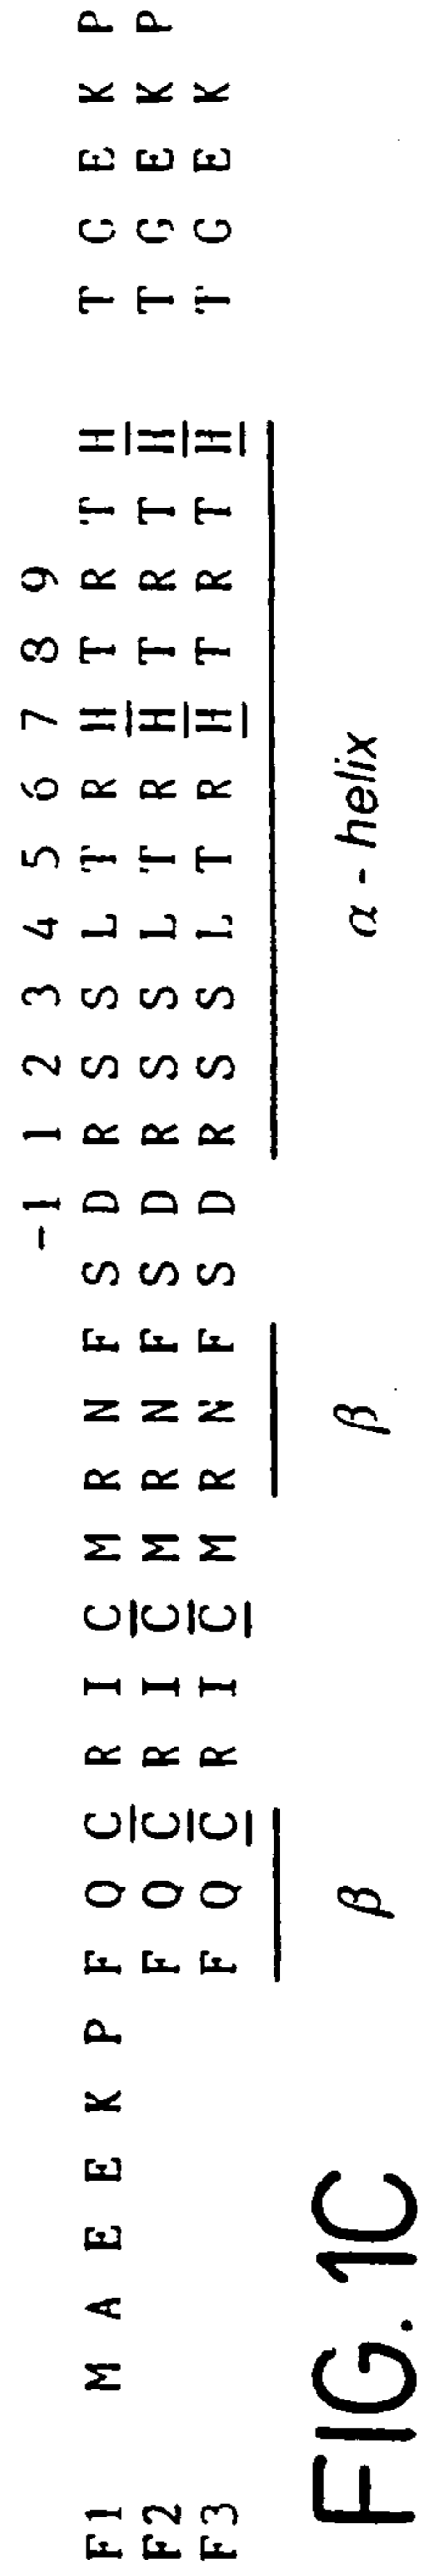 -1 1 2 3 4 5 6 7 8 9
F1 M A E E K P F Q C R I C M R N F S D R S S L T R H T R T H T G E K P
F2 F Q C R I C M R N F S D R S S L T R H T R T H T G E K P
F3 F Q C R I C M R N F S D R S S L T R H T R T H T G E K
β β α - helix
FIG. 1C